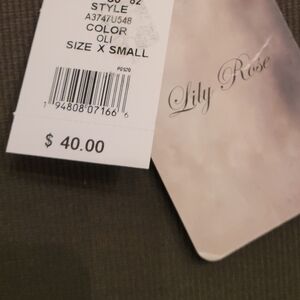 STYLE
A3747U548
COLOR
OLI
SIZE X SMALL
1 94808 07166 6
$ 40.00
Lily Rose